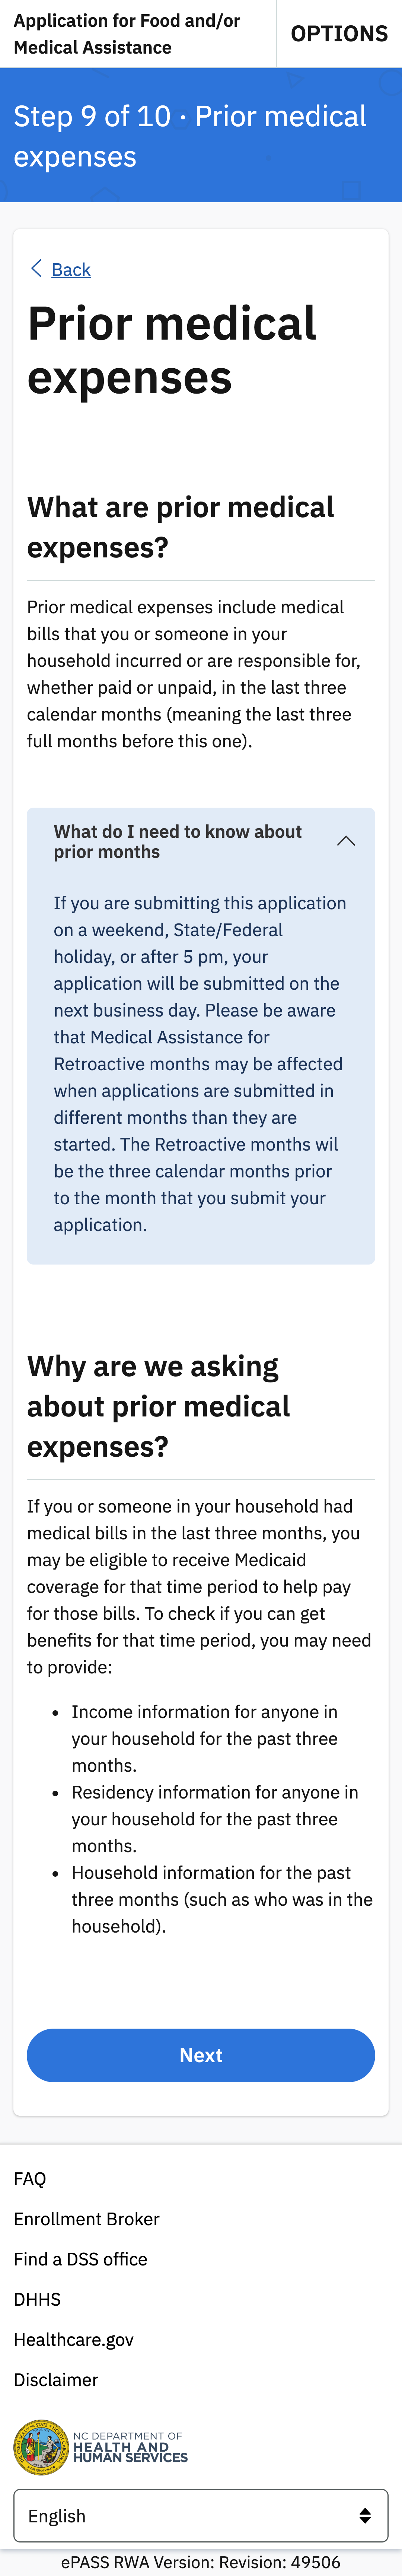 Application for Food and/or
Medical Assistance
OPTIONS
Step 9 of 10 · Prior medical
expenses
Back
Prior medical
expenses
What are prior medical
expenses?
Prior medical expenses include medical
bills that you or someone in your
household incurred or are responsible for,
whether paid or unpaid, in the last three
calendar months (meaning the last three
full months before this one).
What do I need to know about
prior months
If you are submitting this application
on a weekend, State/Federal
holiday, or after 5 pm, your
application will be submitted on the
next business day. Please be aware
that Medical Assistance for
Retroactive months may be affected
when applications are submitted in
different months than they are
started. The Retroactive months wil
be the three calendar months prior
to the month that you submit your
application.
Why are we asking
about prior medical
expenses?
If you or someone in your household had
medical bills in the last three months, you
may be eligible to receive Medicaid
coverage for that time period to help pay
for those bills. To check if you can get
benefits for that time period, you may need
to provide:
• Income information for anyone in
your household for the past three
months.
• Residency information for anyone in
your household for the past three
months.
• Household information for the past
three months (such as who was in the
household).
Next
FAQ
Enrollment Broker
Find a DSS office
DHHS
Healthcare.gov
Disclaimer
NC DEPARTMENT OF
HEALTH AND
HUMAN SERVICES
English
ePASS RWA Version: Revision: 49506